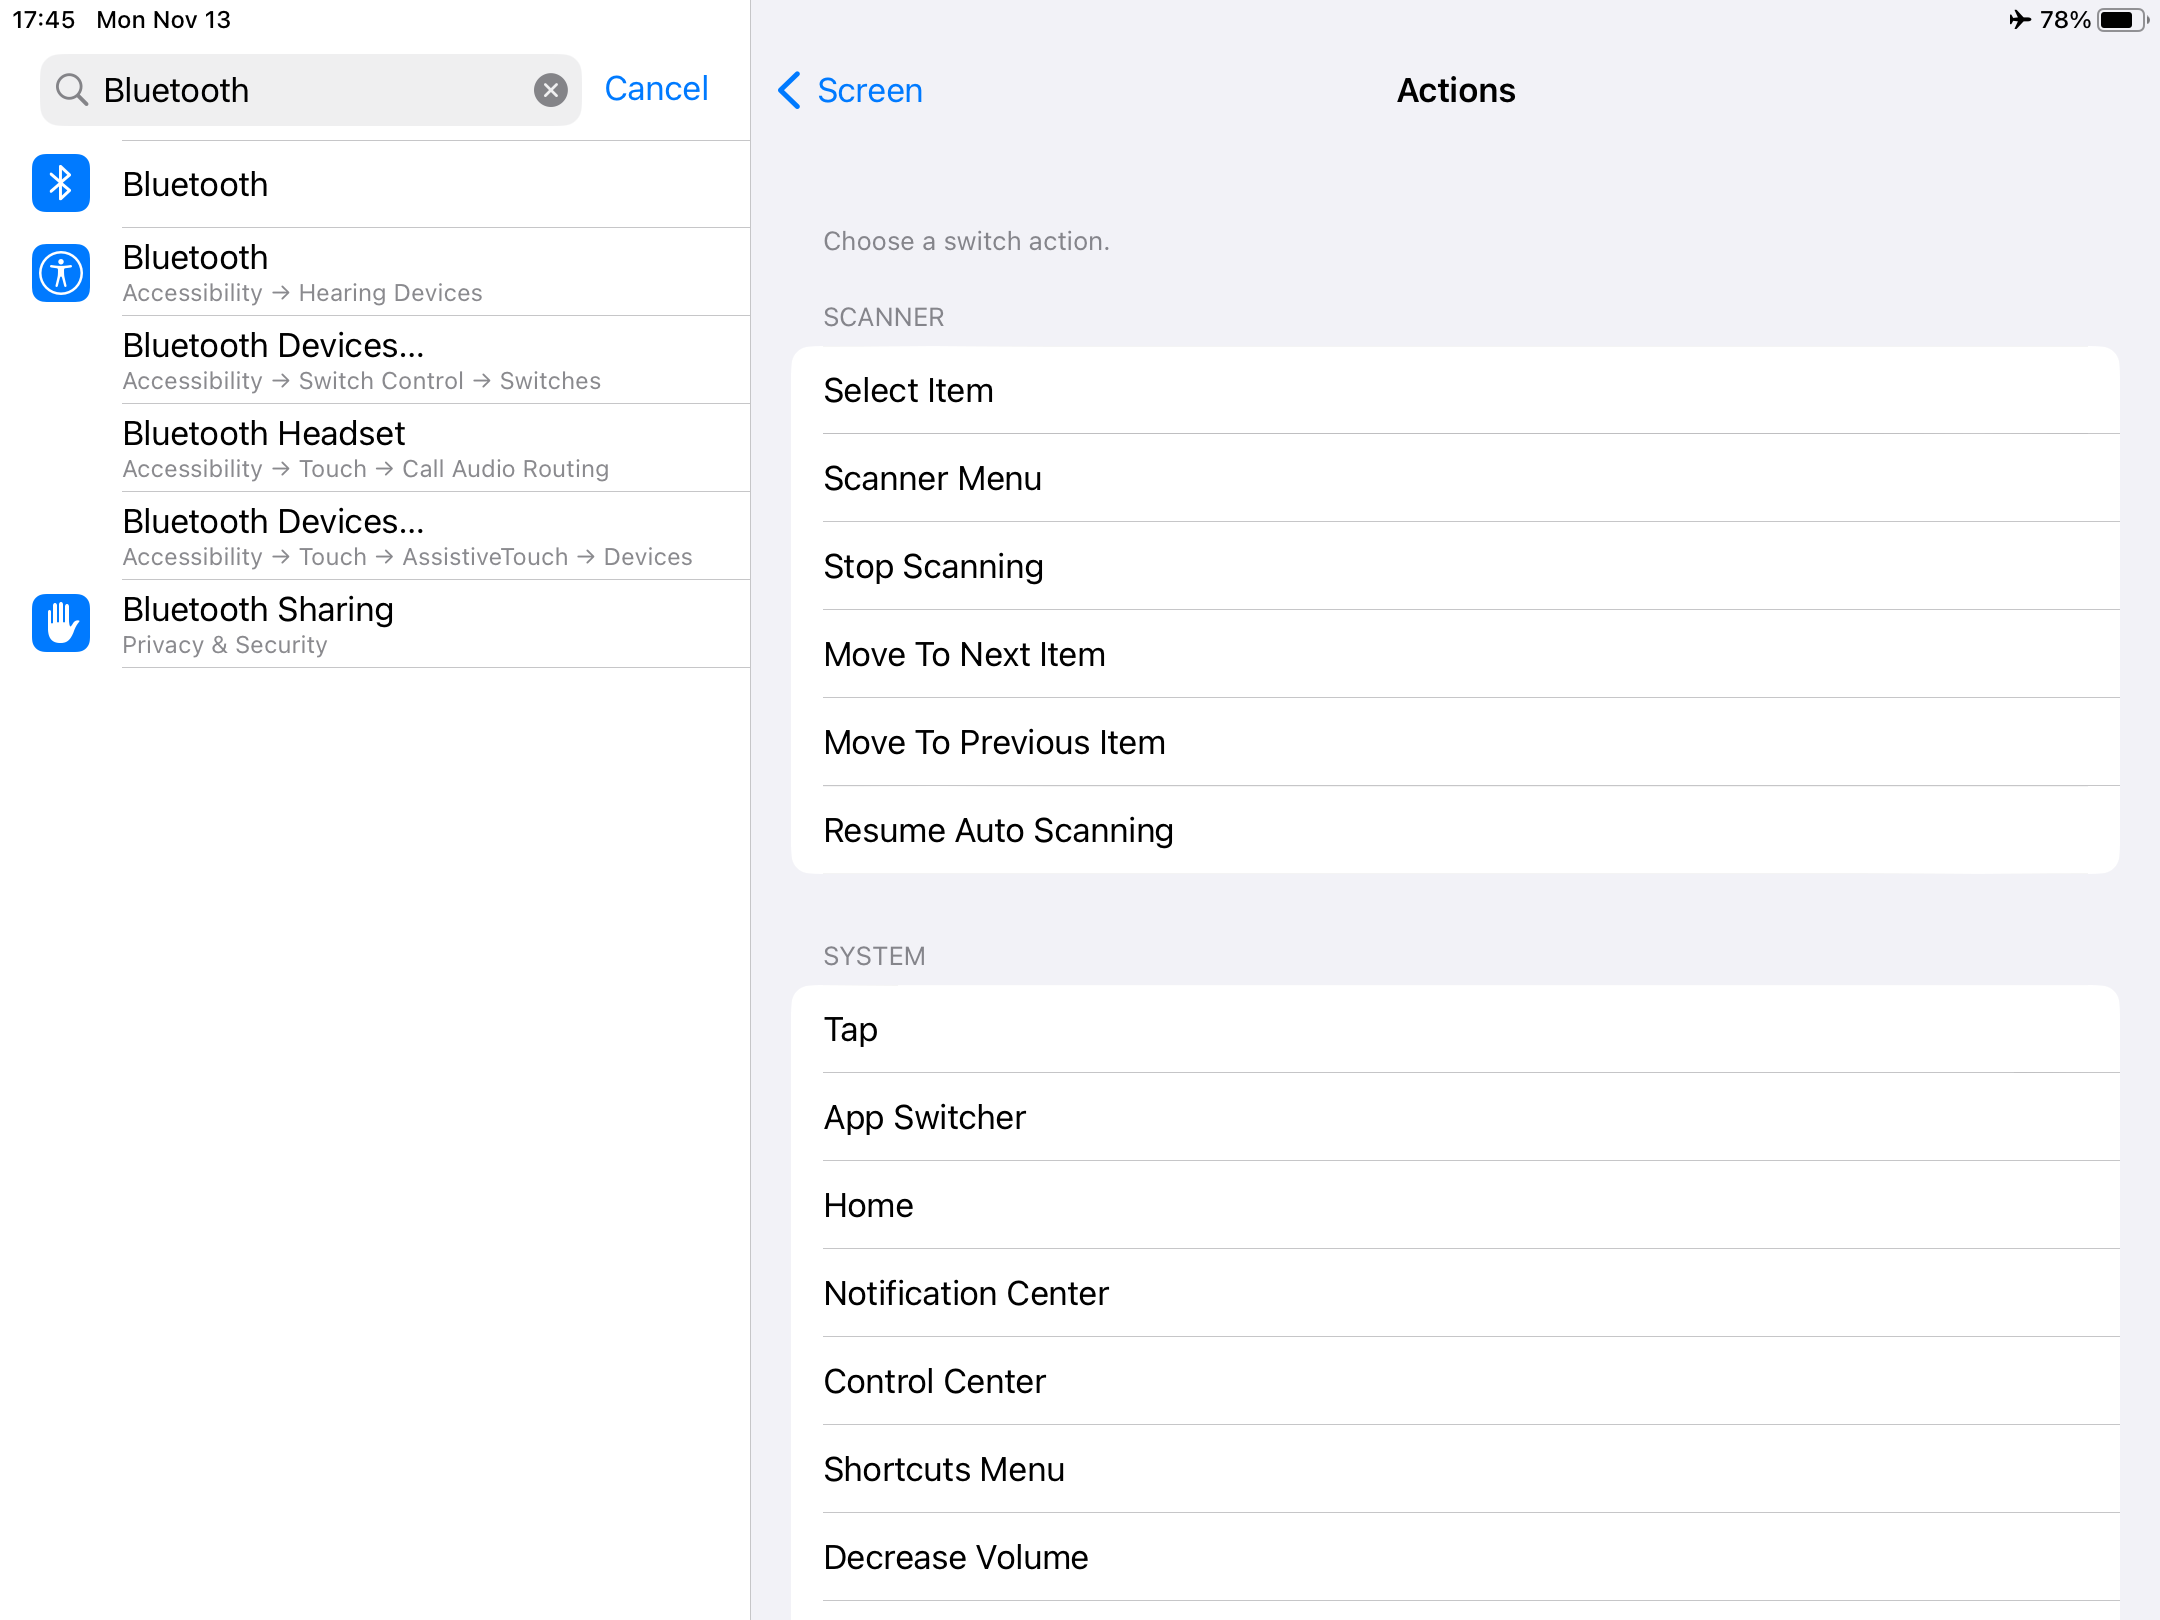 17:45 Mon Nov 13
78%
Bluetooth
Cancel
Bluetooth
Bluetooth
Accessibility → Hearing Devices
Bluetooth Devices...
Accessibility → Switch Control → Switches
Bluetooth Headset
Accessibility → Touch → Call Audio Routing
Bluetooth Devices...
Accessibility → Touch → AssistiveTouch → Devices
Bluetooth Sharing
Privacy & Security
Screen
Actions
Choose a switch action.
SCANNER
Select Item
Scanner Menu
Stop Scanning
Move To Next Item
Move To Previous Item
Resume Auto Scanning
SYSTEM
Tap
App Switcher
Home
Notification Center
Control Center
Shortcuts Menu
Decrease Volume